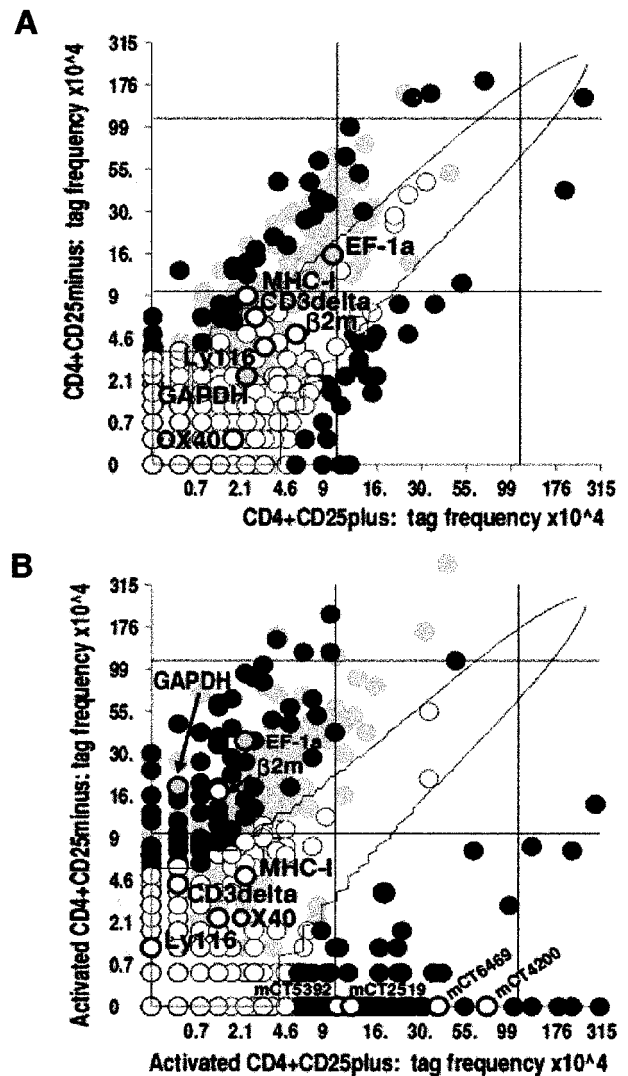 A
CD4+CD25minus: tag frequency x10^4
315
176
99
55.
30.
16.
9
4.6
2.1
0.7
0
EF-1a
MHC-I
CD3delta
β2m
Ly116
GAPDH
OX40
0.7 2.1 4.6 9 16. 30. 55. 99 176 315
CD4+CD25plus: tag frequency x10^4
B
Activated CD4+CD25minus: tag frequency x10^4
315
176
99
55.
30.
16.
9
4.6
2.1
0.7
0
GAPDH
EF-1a
β2m
MHC-I
CD3delta
OX40
Ly116
mCT5392
mCT2519
mCT6469
mCT4200
0.7 2.1 4.6 9 16. 30. 55. 99 176 315
Activated CD4+CD25plus: tag frequency x10^4